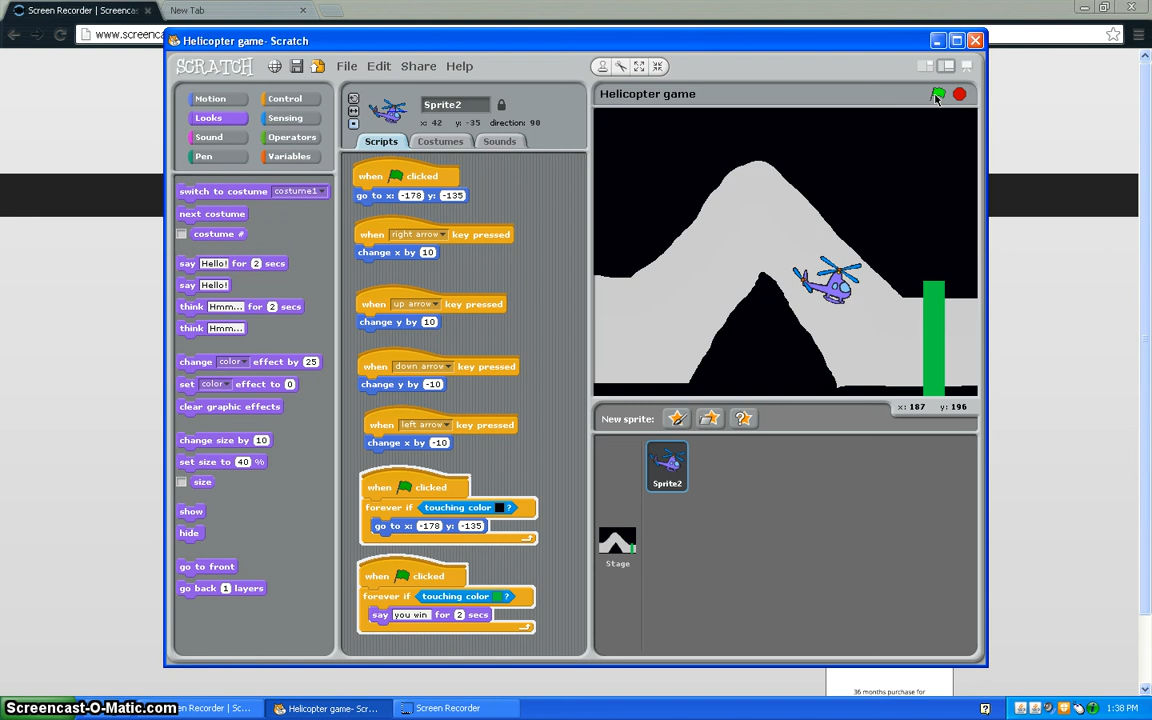 Screen Recorder | Screencas
New Tab
www.screenca
Helicopter game- Scratch
SCRATCH
File Edit Share Help
Motion Control
Looks Sensing
Sound Operators
Pen Variables
switch to costume costume1
next costume
costume #
say Hello! for 2 secs
say Hello!
think Hmm... for 2 secs
think Hmm...
change color effect by 25
set color effect to 0
clear graphic effects
change size by 10
set size to 40 %
size
show
hide
go to front
go back 1 layers
Sprite2
x: 42 y: -35 direction: 90
Scripts Costumes Sounds
when clicked
go to x: -178 y: -135
when right arrow key pressed
change x by 10
when up arrow key pressed
change y by 10
when down arrow key pressed
change y by -10
when left arrow key pressed
change x by -10
when clicked
forever if touching color ?
go to x: -178 y: -135
when clicked
forever if touching color ?
say you win for 2 secs
Helicopter game
x: 187 y: 196
New sprite:
Sprite2
Stage
36 months purchase for
Screencast-O-Matic.com
Recorder | Sc...
Helicopter game- Scr...
Screen Recorder
1:38 PM